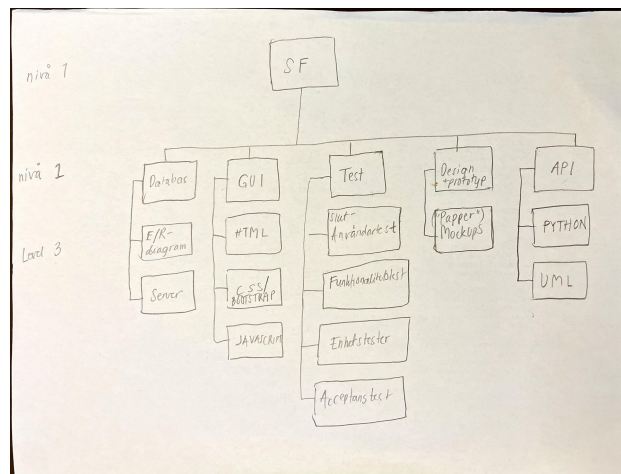 nivå 1
SF
nivå 2
Databas
GUI
Test
Design
+prototyp
API
Level 3
E/R-
diagram
HTML
Slut-
Användartest
("Papper")
Mockups
PYTHON
Server
CSS/
BOOTSTRAP
Funktionalitetstest
UML
JAVASCRIPT
Enhetstester
Acceptanstest